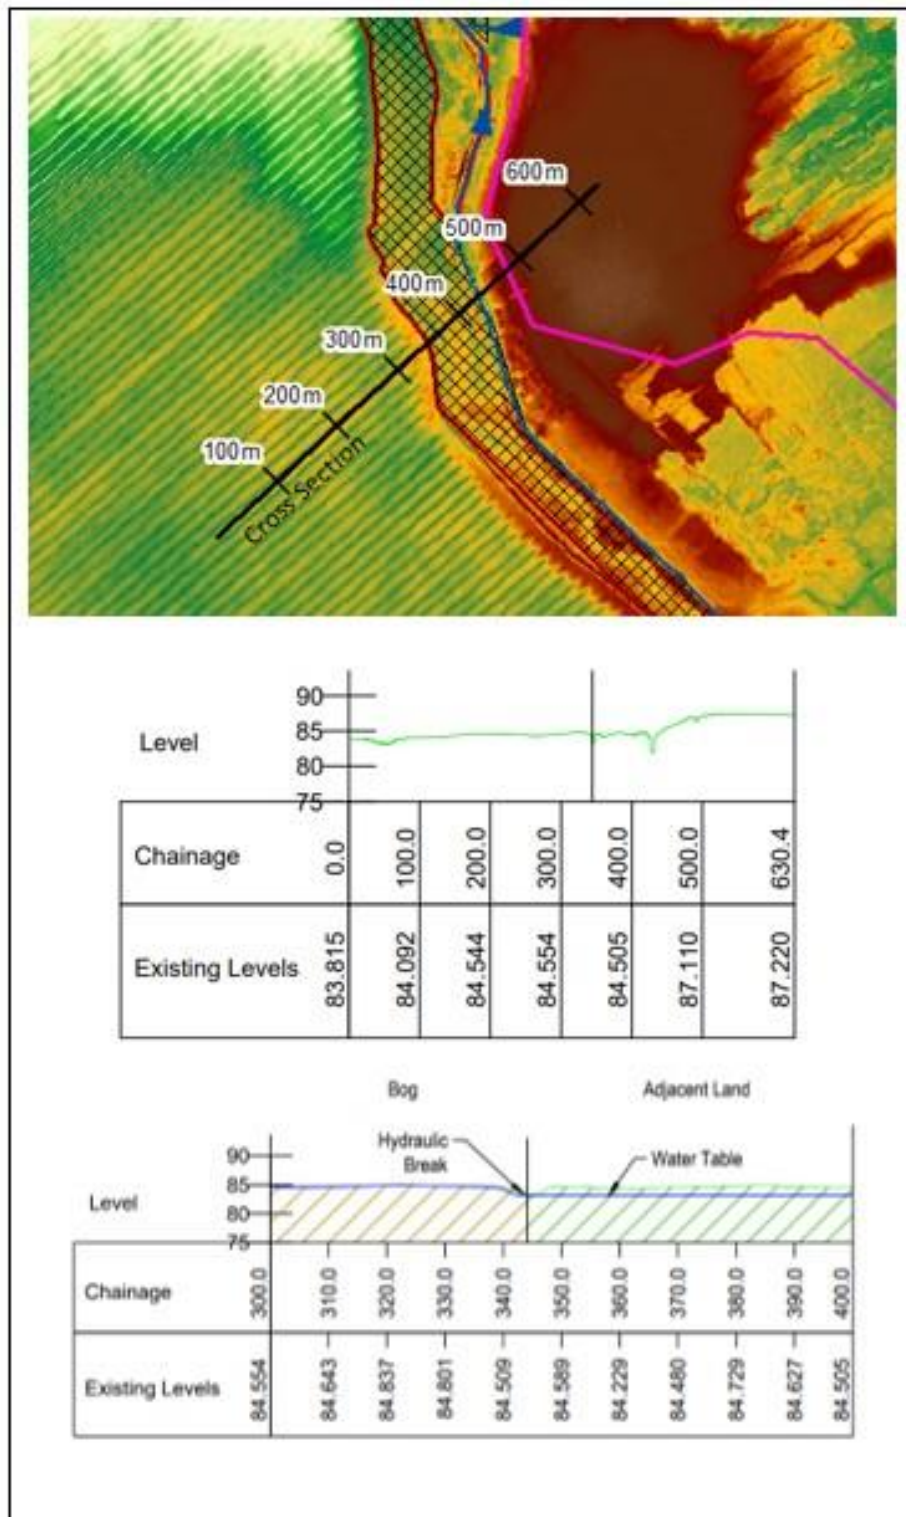 600m
500m
400m
300m
200m
100m
Cross Section
90
85
80
75
Level
Chainage
0.0
100.0
200.0
300.0
400.0
500.0
630.4
Existing Levels
83.815
84.092
84.544
84.554
84.505
87.110
87.220
Bog
Adjacent Land
Hydraulic
Break
Water Table
90
85
80
75
Level
Chainage
300.0
310.0
320.0
330.0
340.0
350.0
360.0
370.0
380.0
390.0
400.0
Existing Levels
84.554
84.643
84.837
84.801
84.509
84.589
84.229
84.480
84.729
84.627
84.505